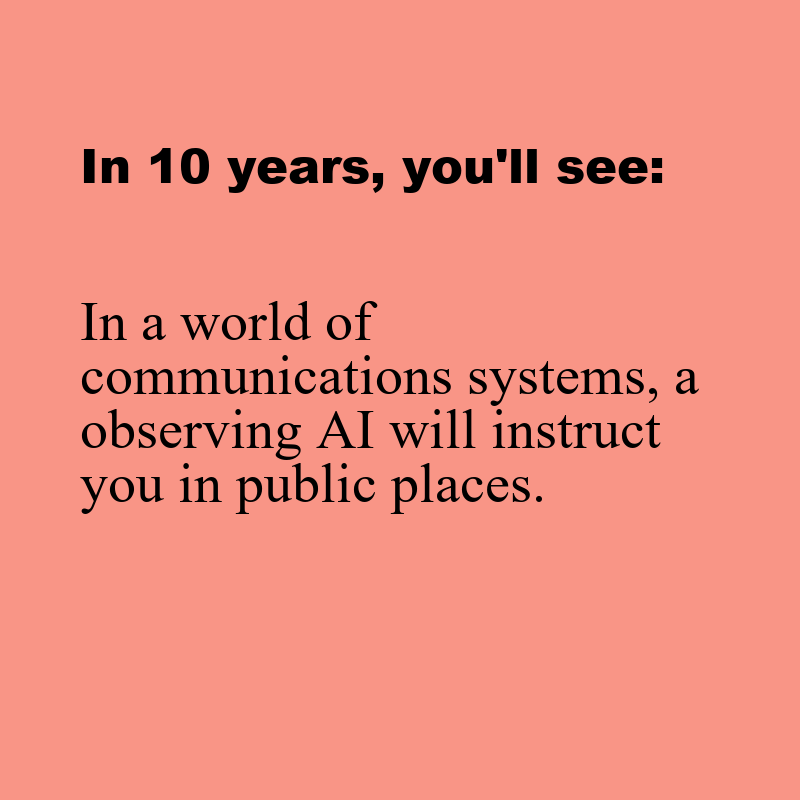 In 10 years, you'll see:
In a world of
communications systems, a
observing AI will instruct
you in public places.